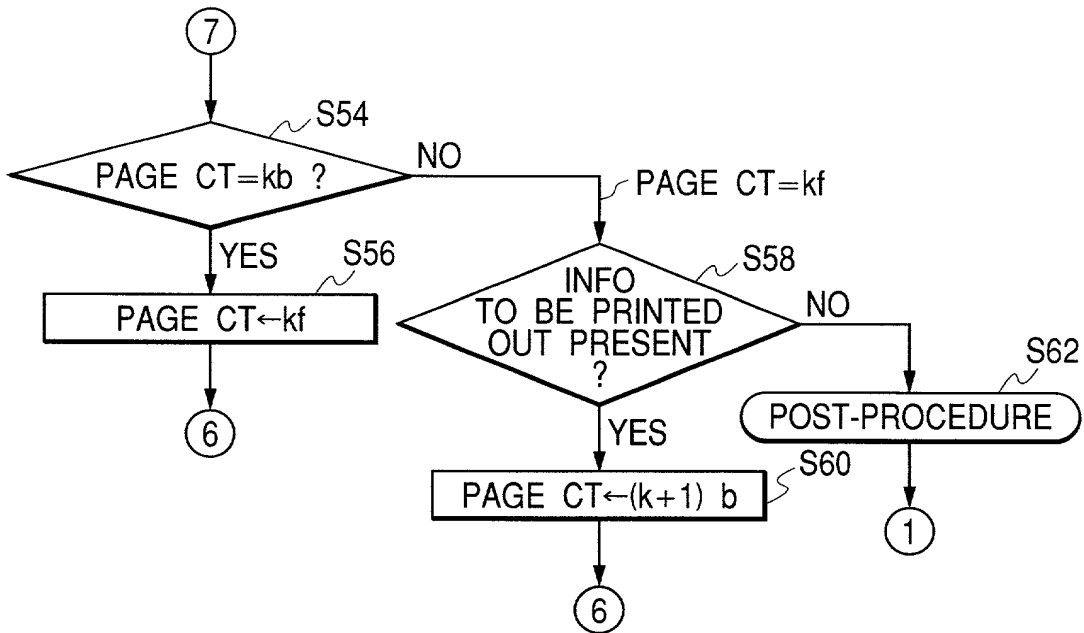 7
S54
PAGE CT=kb ?
NO
PAGE CT=kf
YES
S56
PAGE CT←kf
6
S58
INFO
TO BE PRINTED
OUT PRESENT
?
NO
S62
POST-PROCEDURE
1
YES
S60
PAGE CT←(k+1) b
6